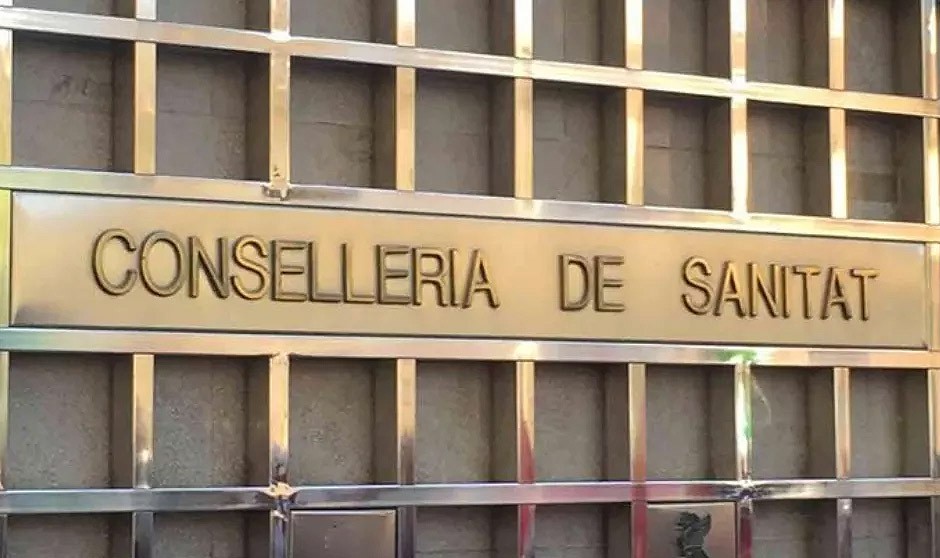 CONSELLERIA DE SANITAT